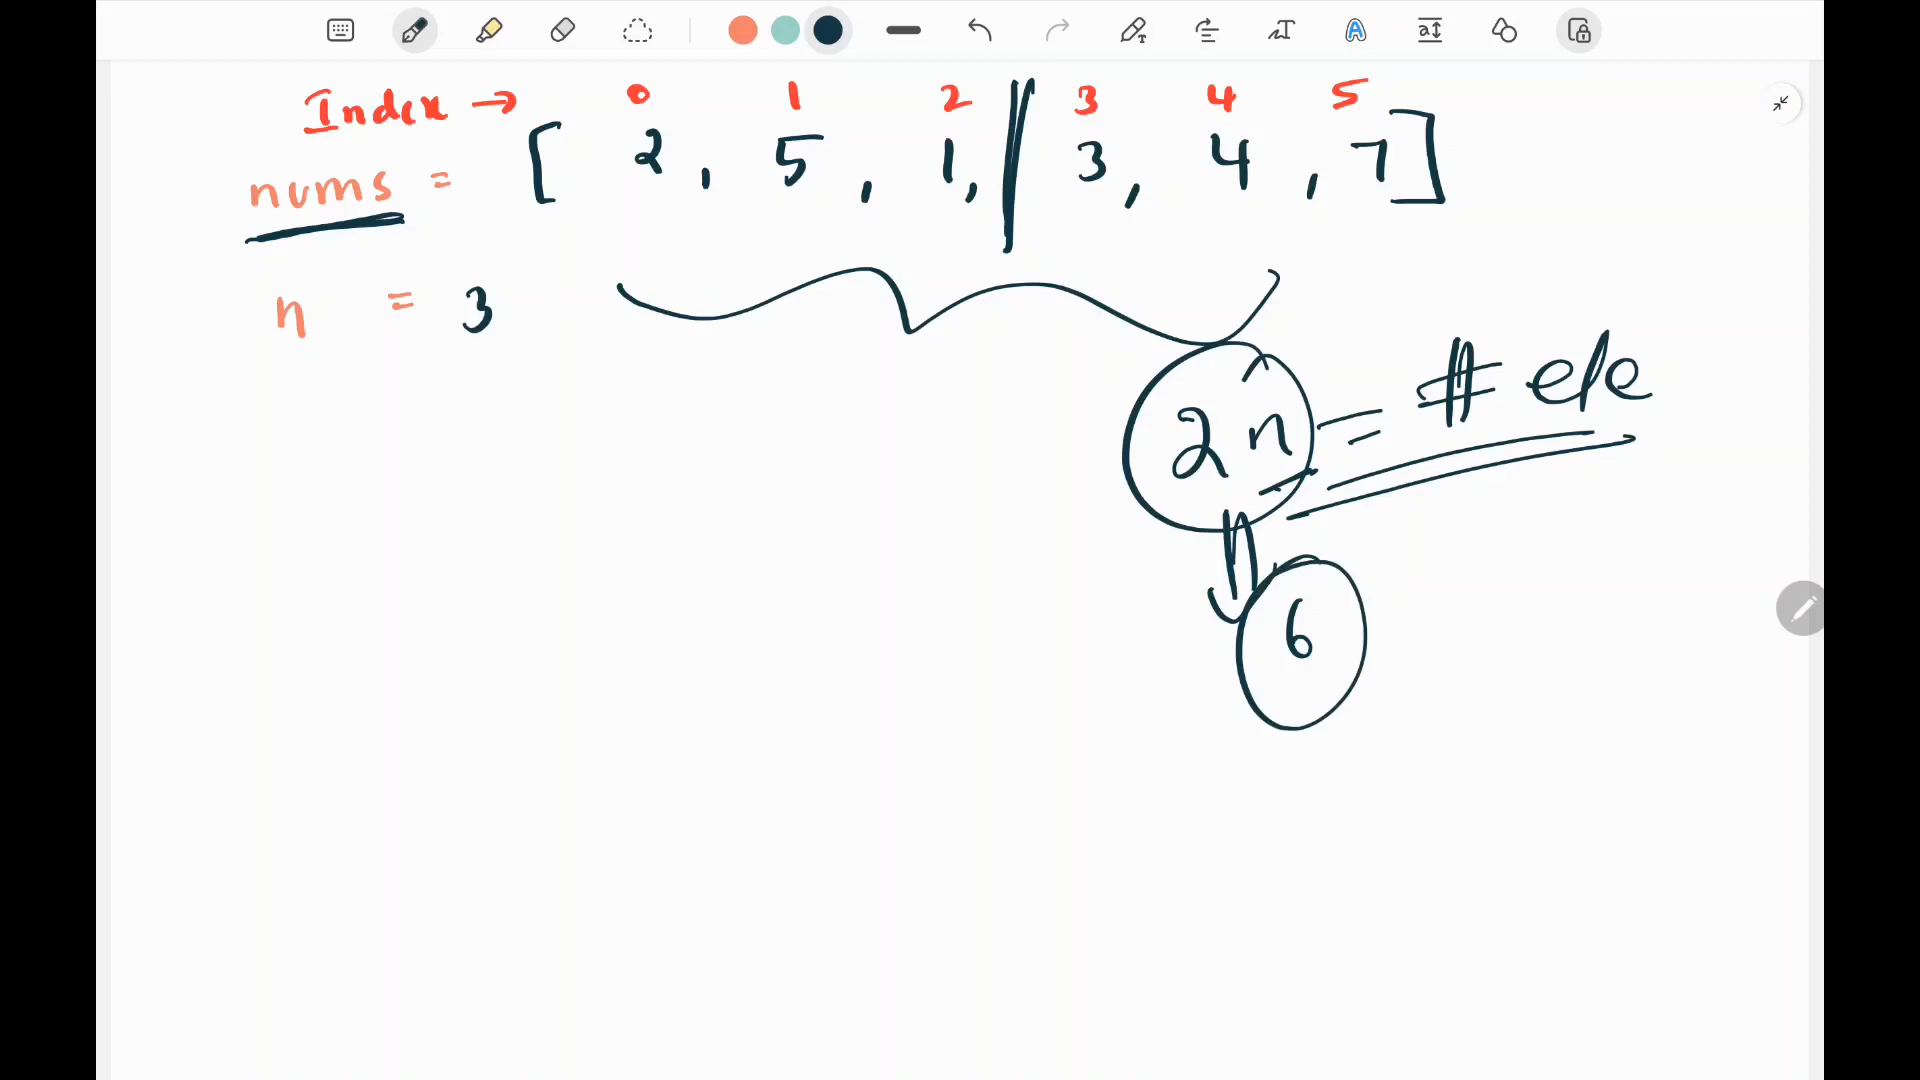 Index → 0 1 2 3 4 5
nums = [ 2 , 5 , 1, 3 , 4 , 7 ]
n = 3
2n = # ele
6